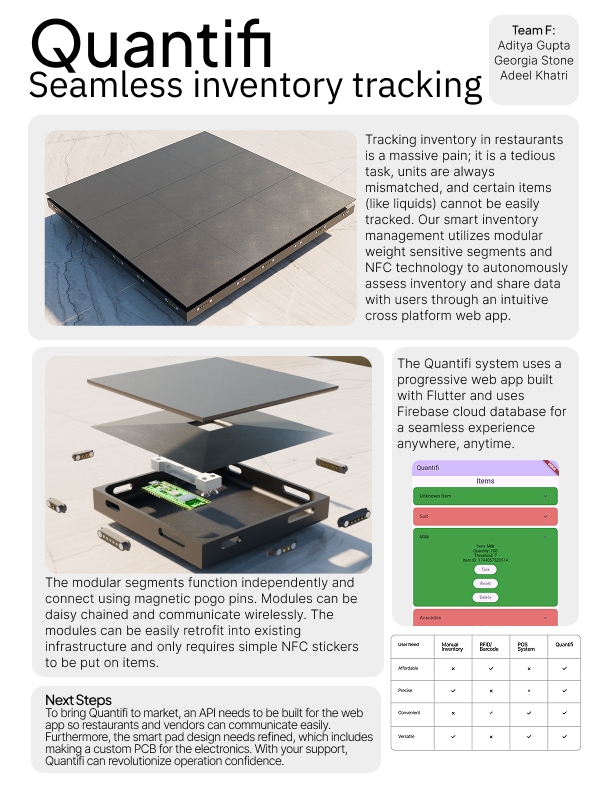 Quantifi
Seamless inventory tracking
Team F:
Aditya Gupta
Georgia Stone
Adeel Khatri
Tracking inventory in restaurants
is a massive pain; it is a tedious
task, units are always
mismatched, and certain items
(like liquids) cannot be easily
tracked. Our smart inventory
management utilizes modular
weight sensitive segments and
NFC technology to autonomously
assess inventory and share data
with users through an intuitive
cross platform web app.
The modular segments function independently and
connect using magnetic pogo pins. Modules can be
daisy chained and communicate wirelessly. The
modules can be easily retrofit into existing
infrastructure and only requires simple NFC stickers
to be put on items.
The Quantifi system uses a
progressive web app built
with Flutter and uses
Firebase cloud database for
a seamless experience
anywhere, anytime.
Quantifi
Items
Unknown Item
Salt
Milk
Item: Milk
Quantity: 100
Threshold: 7
Tare
Reset
Delete
Avacados
User Need Manual Inventory RFID/ Barcode POS System Quantifi
Affordable × ✓ × ✓
Precise ✓ × × ✓
Convenient × ✓ ✓ ✓
Versatile ✓ × ✓ ✓
Next Steps
To bring Quantifi to market, an API needs to be built for the web
app so restaurants and vendors can communicate easily.
Furthermore, the smart pad design needs refined, which includes
making a custom PCB for the electronics. With your support,
Quantifi can revolutionize operation confidence.